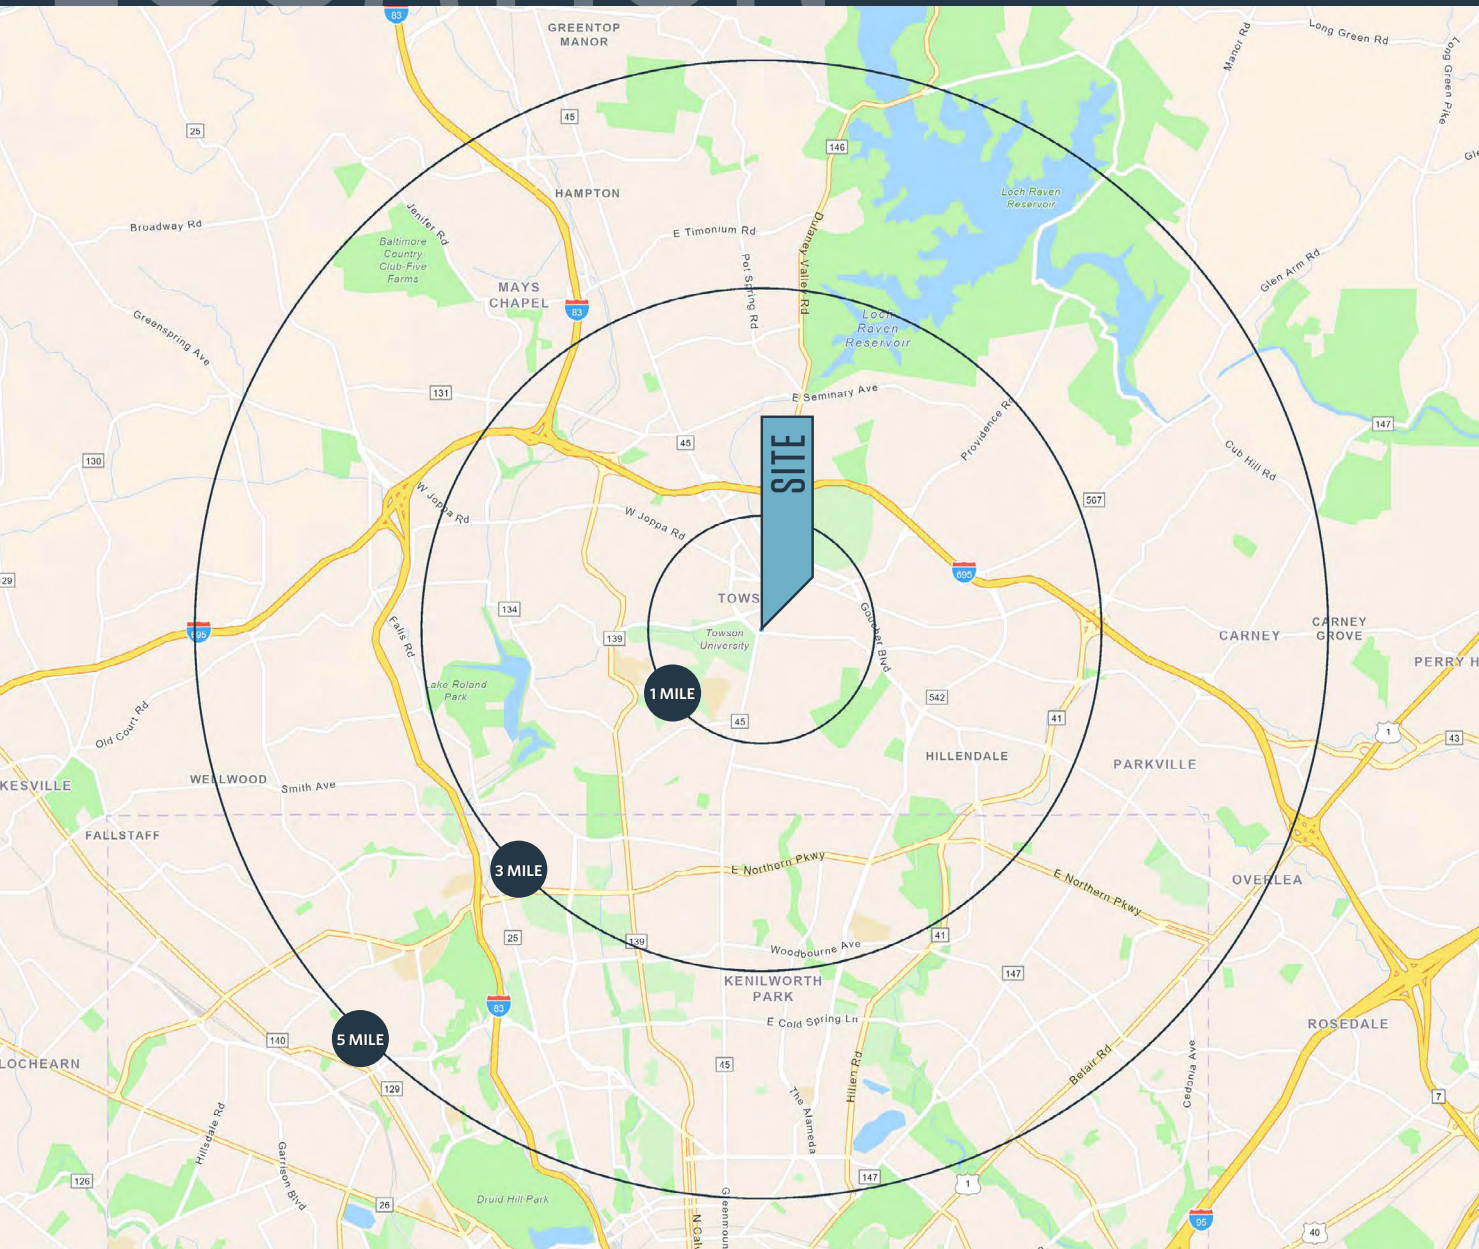 83
GREENTOP
MANOR
Long Green Rd
Manor Rd
Long Green Pike
25
45
146
HAMPTON
Loch Raven
Reservoir
Broadway Rd
Jenifer Rd
E Timonium Rd
Dulaney Valley Rd
Baltimore
Country
Club-Five
Farms
Pot Spring Rd
Glen Arm Rd
MAYS
CHAPEL
83
Greenspring Ave
Loch
Raven
Reservoir
131
E Seminary Ave
Providence Rd
147
130
45
SITE
Cub Hill Rd
W Joppa Rd
567
W Joppa Rd
695
29
TOWS
134
Goucher Blvd
695
Falls Rd
139
Towson
University
CARNEY
CARNEY
GROVE
PERRY H
Lake Roland
Park
1 MILE
542
Old Court Rd
45
41
1
43
KESVILLE
WELLWOOD
Smith Ave
HILLENDALE
PARKVILLE
FALLSTAFF
3 MILE
E Northern Pkwy
E Northern Pkwy
OVERLEA
25
139
Woodbourne Ave
41
147
KENILWORTH
PARK
83
E Cold Spring Ln
ROSEDALE
140
5 MILE
LOCHEARN
45
Hillen Rd
Belair Rd
Cedonia Ave
129
The Alameda
7
Hillsdale Rd
Garrison Blvd
126
147
1
Druid Hill Park
26
N Cal
Greenmoun
95
40